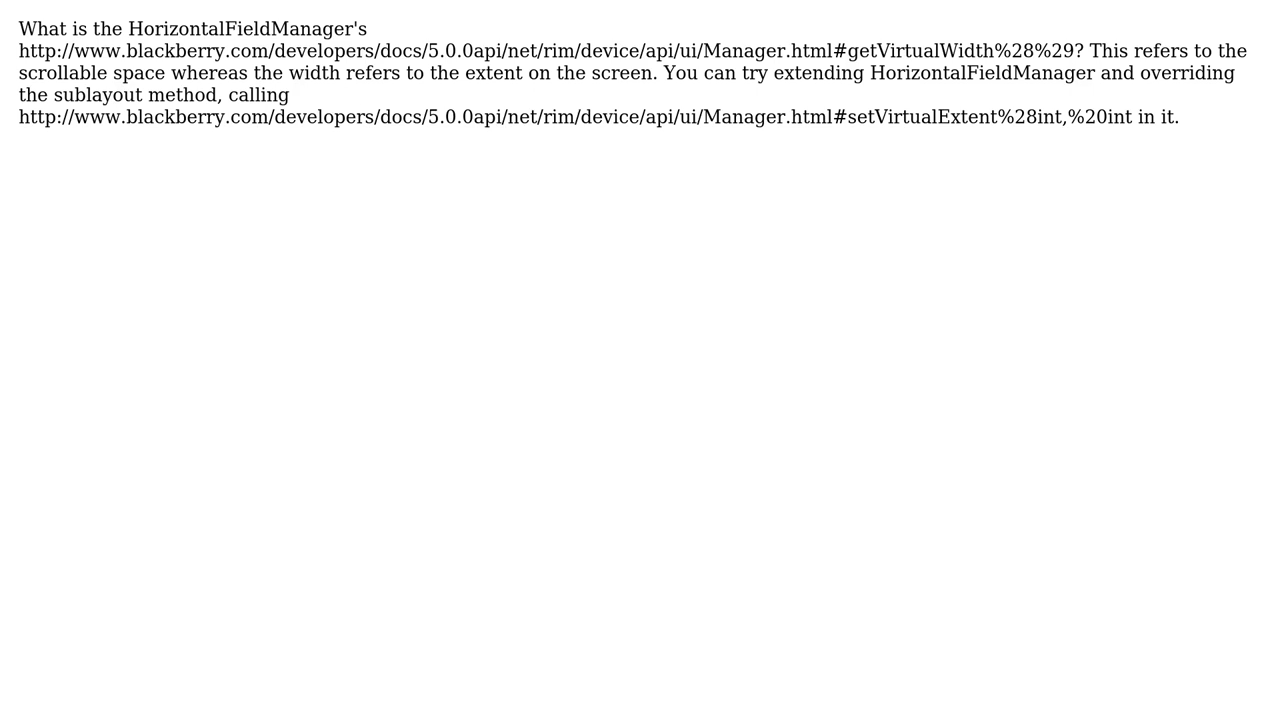 What is the HorizontalFieldManager's
http://www.blackberry.com/developers/docs/5.0.0api/net/rim/device/api/ui/Manager.html#getVirtualWidth%28%29? This refers to the
scrollable space whereas the width refers to the extent on the screen. You can try extending HorizontalFieldManager and overriding
the sublayout method, calling
http://www.blackberry.com/developers/docs/5.0.0api/net/rim/device/api/ui/Manager.html#setVirtualExtent%28int,%20int in it.